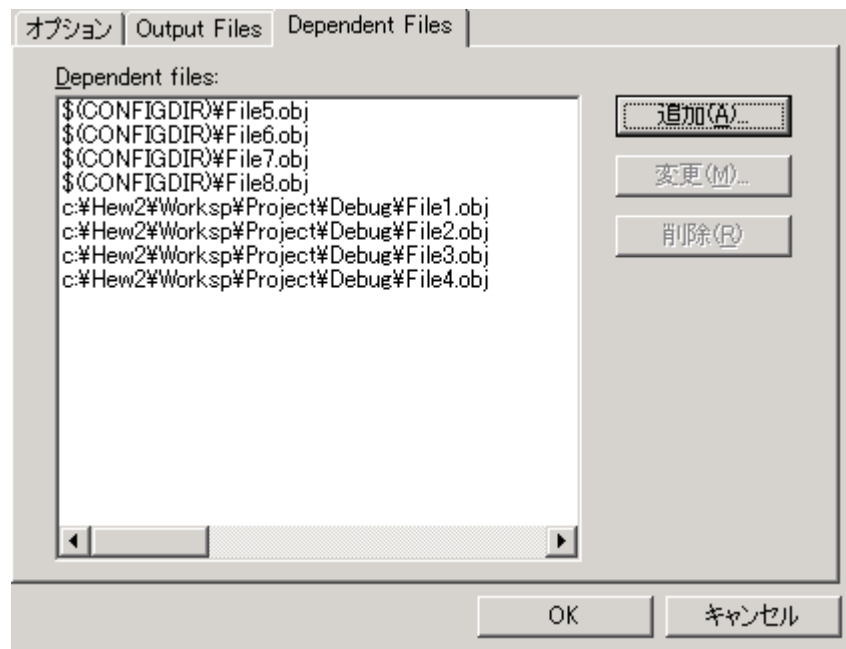 オプション Output Files Dependent Files
Dependent files:
$(CONFIGDIR)¥File5.obj
$(CONFIGDIR)¥File6.obj
$(CONFIGDIR)¥File7.obj
$(CONFIGDIR)¥File8.obj
c:¥Hew2¥Worksp¥Project¥Debug¥File1.obj
c:¥Hew2¥Worksp¥Project¥Debug¥File2.obj
c:¥Hew2¥Worksp¥Project¥Debug¥File3.obj
c:¥Hew2¥Worksp¥Project¥Debug¥File4.obj
追加(A)...
変更(M)...
削除(R)
OK キャンセル